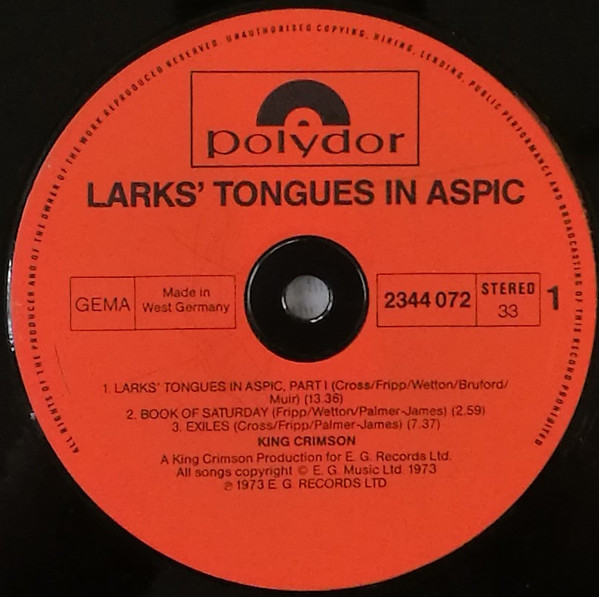 ALL RIGHTS OF THE PRODUCER AND OF THE OWNER OF THE WORK REPRODUCED RESERVED. UNAUTHORISED COPYING, HIRING, LENDING, PUBLIC PERFORMANCE AND BROADCASTING OF THIS RECORD PROHIBITED
polydor
LARKS' TONGUES IN ASPIC
GEMA
Made in
West Germany
2344 072
STEREO
33
1
1. LARKS' TONGUES IN ASPIC, PART I (Cross/Fripp/Wetton/Bruford/
Muir) (13.36)
2. BOOK OF SATURDAY (Fripp/Wetton/Palmer-James) (2.59)
3. EXILES (Cross/Fripp/Palmer-James) (7.37)
KING CRIMSON
A King Crimson Production for E. G. Records Ltd.
All songs copyright © E. G. Music Ltd. 1973
℗ 1973 E. G. RECORDS LTD